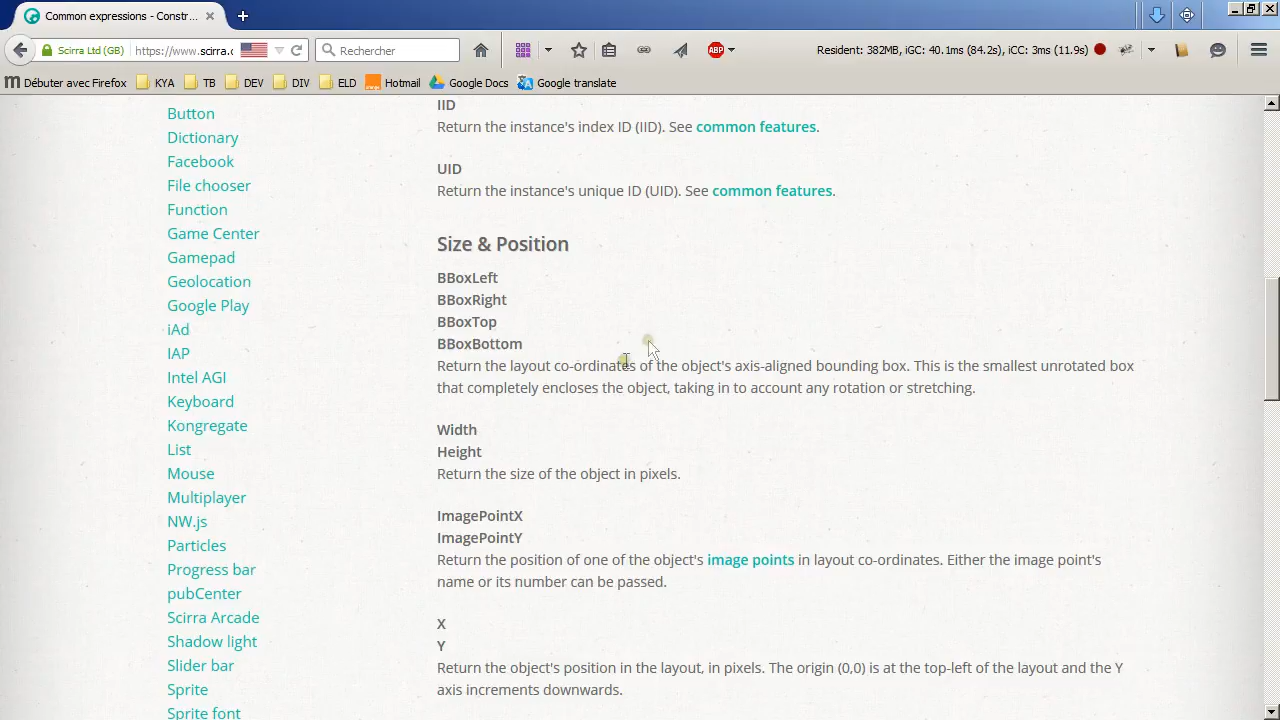 Common expressions - Constr...
Scirra Ltd (GB)
https://www.scirra.c
Rechercher
ABP
Resident: 382MB, iGC: 40.1ms (84.2s), iCC: 3ms (11.9s)
Débuter avec Firefox
KYA
TB
DEV
DIV
ELD
Hotmail
Google Docs
Google translate
Button
Dictionary
Facebook
File chooser
Function
Game Center
Gamepad
Geolocation
Google Play
iAd
IAP
Intel AGI
Keyboard
Kongregate
List
Mouse
Multiplayer
NW.js
Particles
Progress bar
pubCenter
Scirra Arcade
Shadow light
Slider bar
Sprite
Sprite font
IID
Return the instance's index ID (IID). See common features.
UID
Return the instance's unique ID (UID). See common features.
Size & Position
BBoxLeft
BBoxRight
BBoxTop
BBoxBottom
Return the layout co-ordinates of the object's axis-aligned bounding box. This is the smallest unrotated box
that completely encloses the object, taking in to account any rotation or stretching.
Width
Height
Return the size of the object in pixels.
ImagePointX
ImagePointY
Return the position of one of the object's image points in layout co-ordinates. Either the image point's
name or its number can be passed.
X
Y
Return the object's position in the layout, in pixels. The origin (0,0) is at the top-left of the layout and the Y
axis increments downwards.